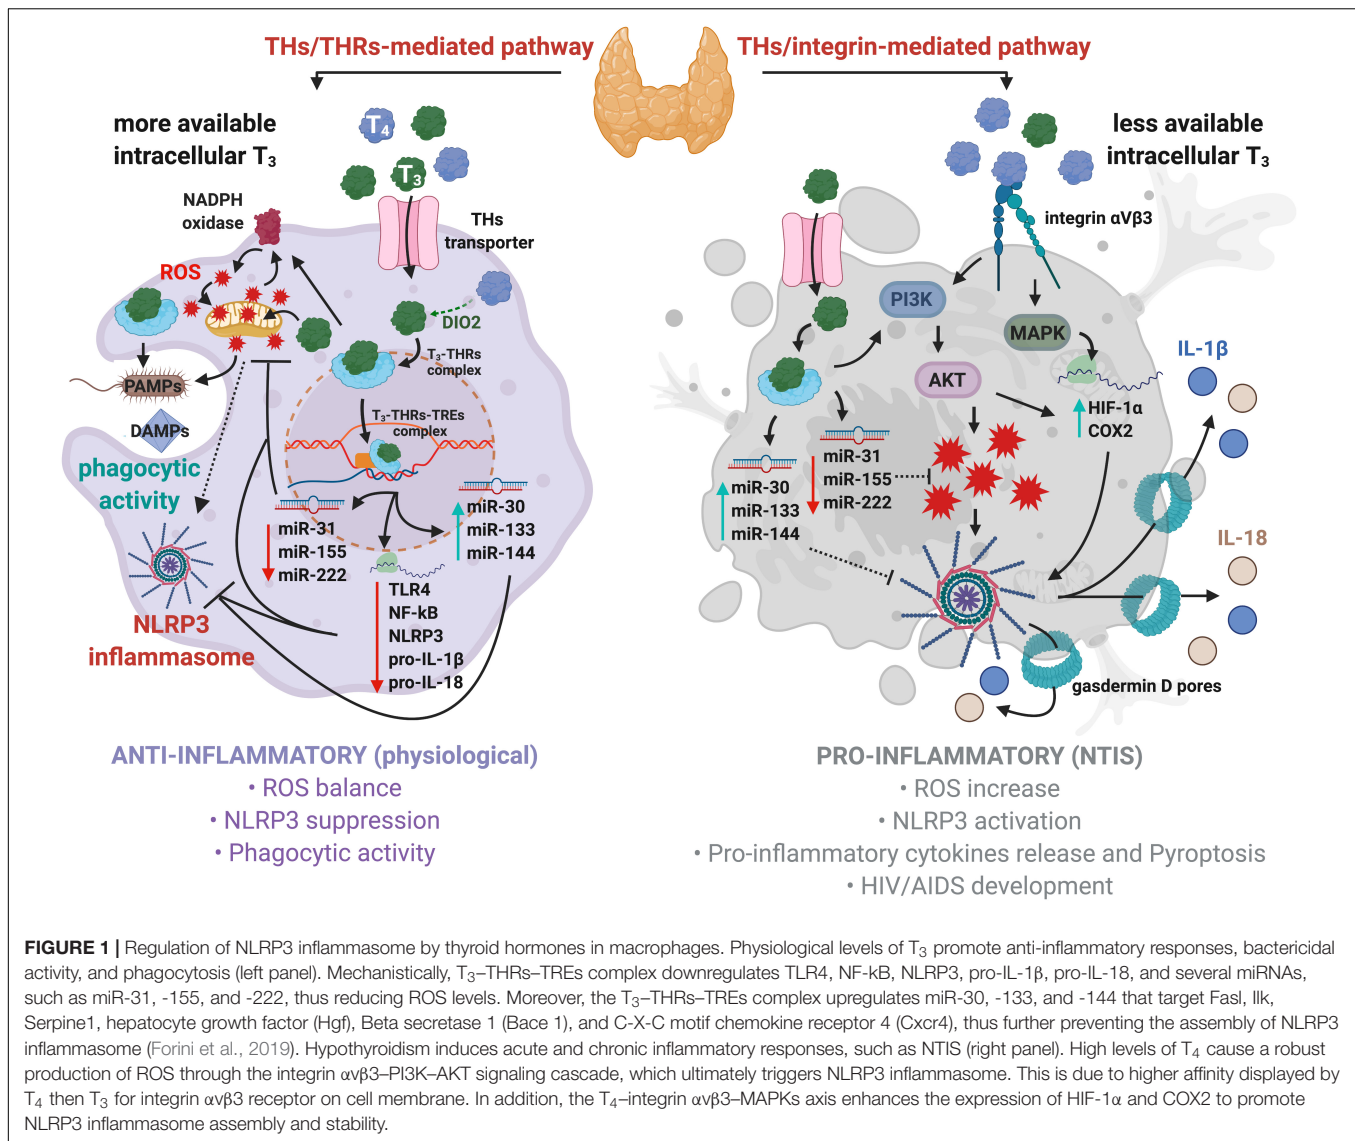 THs/THRs-mediated pathway
THs/integrin-mediated pathway
more available
intracellular T₃
T₄
T₃
NADPH
oxidase
THs
transporter
ROS
DIO2
T₃-THRs
complex
PAMPs
DAMPs
T₃-THRs-TREs
complex
phagocytic
activity
miR-31
miR-155
miR-222
miR-30
miR-133
miR-144
TLR4
NF-kB
NLRP3
pro-IL-1β
pro-IL-18
NLRP3
inflammasome
less available
intracellular T₃
integrin αVβ3
PI3K
MAPK
AKT
HIF-1α
COX2
IL-1β
miR-31
miR-155
miR-222
miR-30
miR-133
miR-144
IL-18
gasdermin D pores
ANTI-INFLAMMATORY (physiological)
• ROS balance
• NLRP3 suppression
• Phagocytic activity
PRO-INFLAMMATORY (NTIS)
• ROS increase
• NLRP3 activation
• Pro-inflammatory cytokines release and Pyroptosis
• HIV/AIDS development
FIGURE 1 | Regulation of NLRP3 inflammasome by thyroid hormones in macrophages. Physiological levels of T₃ promote anti-inflammatory responses, bactericidal
activity, and phagocytosis (left panel). Mechanistically, T₃–THRs–TREs complex downregulates TLR4, NF-kB, NLRP3, pro-IL-1β, pro-IL-18, and several miRNAs,
such as miR-31, -155, and -222, thus reducing ROS levels. Moreover, the T₃–THRs–TREs complex upregulates miR-30, -133, and -144 that target Fasl, Ilk,
Serpine1, hepatocyte growth factor (Hgf), Beta secretase 1 (Bace 1), and C-X-C motif chemokine receptor 4 (Cxcr4), thus further preventing the assembly of NLRP3
inflammasome (Forini et al., 2019). Hypothyroidism induces acute and chronic inflammatory responses, such as NTIS (right panel). High levels of T₄ cause a robust
production of ROS through the integrin αvβ3–PI3K–AKT signaling cascade, which ultimately triggers NLRP3 inflammasome. This is due to higher affinity displayed by
T₄ then T₃ for integrin αvβ3 receptor on cell membrane. In addition, the T₄–integrin αvβ3–MAPKs axis enhances the expression of HIF-1α and COX2 to promote
NLRP3 inflammasome assembly and stability.